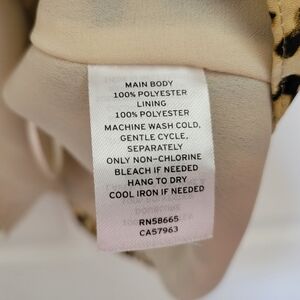 MAIN BODY
100% POLYESTER
LINING
100% POLYESTER
MACHINE WASH COLD,
GENTLE CYCLE,
SEPARATELY
ONLY NON-CHLORINE
BLEACH IF NEEDED
HANG TO DRY
COOL IRON IF NEEDED
RN58665
CA57963